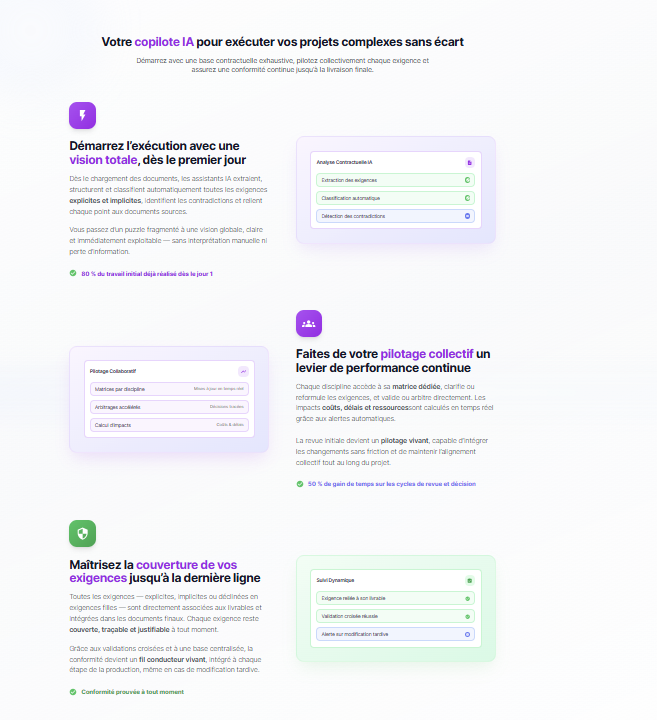 Votre copilote IA pour exécuter vos projets complexes sans écart
Démarrez avec une base contractuelle exhaustive, pilotez collectivement chaque exigence et
assurez une conformité continue jusqu'à la livraison finale.
Démarrez l'exécution avec une
vision totale, dès le premier jour
Dès le chargement des documents, les assistants IA extraient,
structurent et classifient automatiquement toutes les exigences
explicites et implicites, identifient les contradictions et relient
chaque point aux documents sources.
Vous passez d'un puzzle fragmenté à une vision globale, claire
et immédiatement exploitable — sans interprétation manuelle ni
perte d'information.
80 % du travail initial déjà réalisé dès le jour 1
Analyse Contractuelle IA
Extraction des exigences
Classification automatique
Détection des contradictions
Pilotage Collaboratif
Matrices par discipline
Mises à jour en temps réel
Arbitrages accélérés
Décisions tracées
Calcul d'impacts
Coûts & délais
Faites de votre pilotage collectif un
levier de performance continue
Chaque discipline accède à sa matrice dédiée, clarifie ou
reformule les exigences, et valide ou arbitre directement. Les
impacts coûts, délais et ressourcessont calculés en temps réel
grâce aux alertes automatiques.
La revue initiale devient un pilotage vivant, capable d'intégrer
les changements sans friction et de maintenir l'alignement
collectif tout au long du projet.
50 % de gain de temps sur les cycles de revue et décision
Maîtrisez la couverture de vos
exigences jusqu'à la dernière ligne
Toutes les exigences — explicites, implicites ou déclinées en
exigences filles — sont directement associées aux livrables et
intégrées dans les documents finaux. Chaque exigence reste
couverte, traçable et justifiable à tout moment.
Grâce aux validations croisées et à une base centralisée, la
conformité devient un fil conducteur vivant, intégré à chaque
étape de la production, même en cas de modification tardive.
Conformité prouvée à tout moment
Suivi Dynamique
Exigence reliée à son livrable
Validation croisée réussie
Alerte sur modification tardive